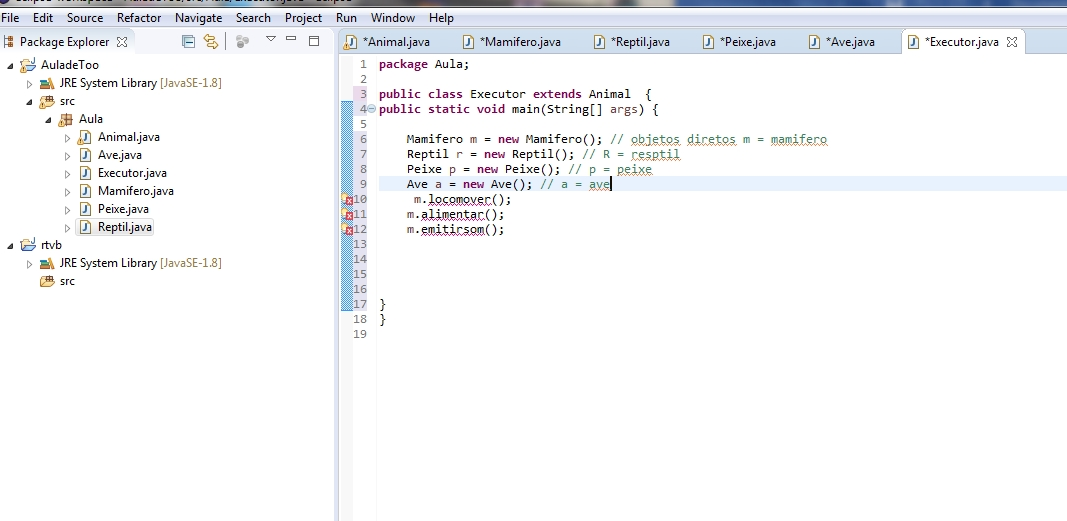 File Edit Source Refactor Navigate Search Project Run Window Help
Package Explorer
*Animal.java *Mamifero.java *Reptil.java *Peixe.java *Ave.java *Executor.java
AuladeToo
JRE System Library [JavaSE-1.8]
src
Aula
Animal.java
Ave.java
Executor.java
Mamifero.java
Peixe.java
Reptil.java
rtvb
JRE System Library [JavaSE-1.8]
src
1 package Aula;
2
3 public class Executor extends Animal {
4 public static void main(String[] args) {
5
6 Mamifero m = new Mamifero(); // objetos diretos m = mamifero
7 Reptil r = new Reptil(); // R = resptil
8 Peixe p = new Peixe(); // p = peixe
9 Ave a = new Ave(); // a = ave
10 m.locomover();
11 m.alimentar();
12 m.emitirsom();
13
14
15
16
17 }
18 }
19